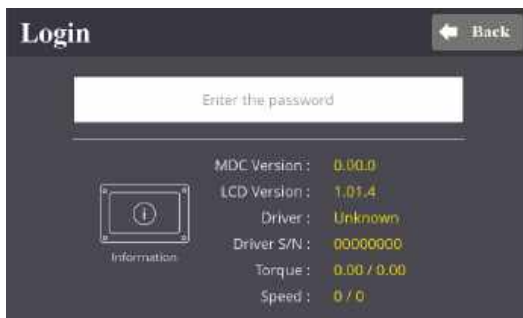 Login
Back
Enter the password
MDC Version : 0.00.0
LCD Version : 1.01.4
Driver : Unknown
Driver S/N : 00000000
Torque : 0.00 / 0.00
Speed : 0 / 0
Information